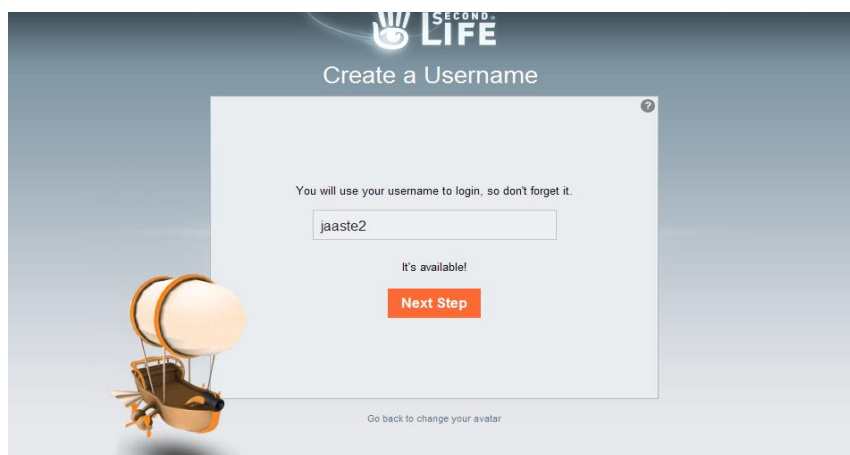 SECOND
LIFE
Create a Username
?
You will use your username to login, so don't forget it.
jaaste2
It's available!
Next Step
Go back to change your avatar